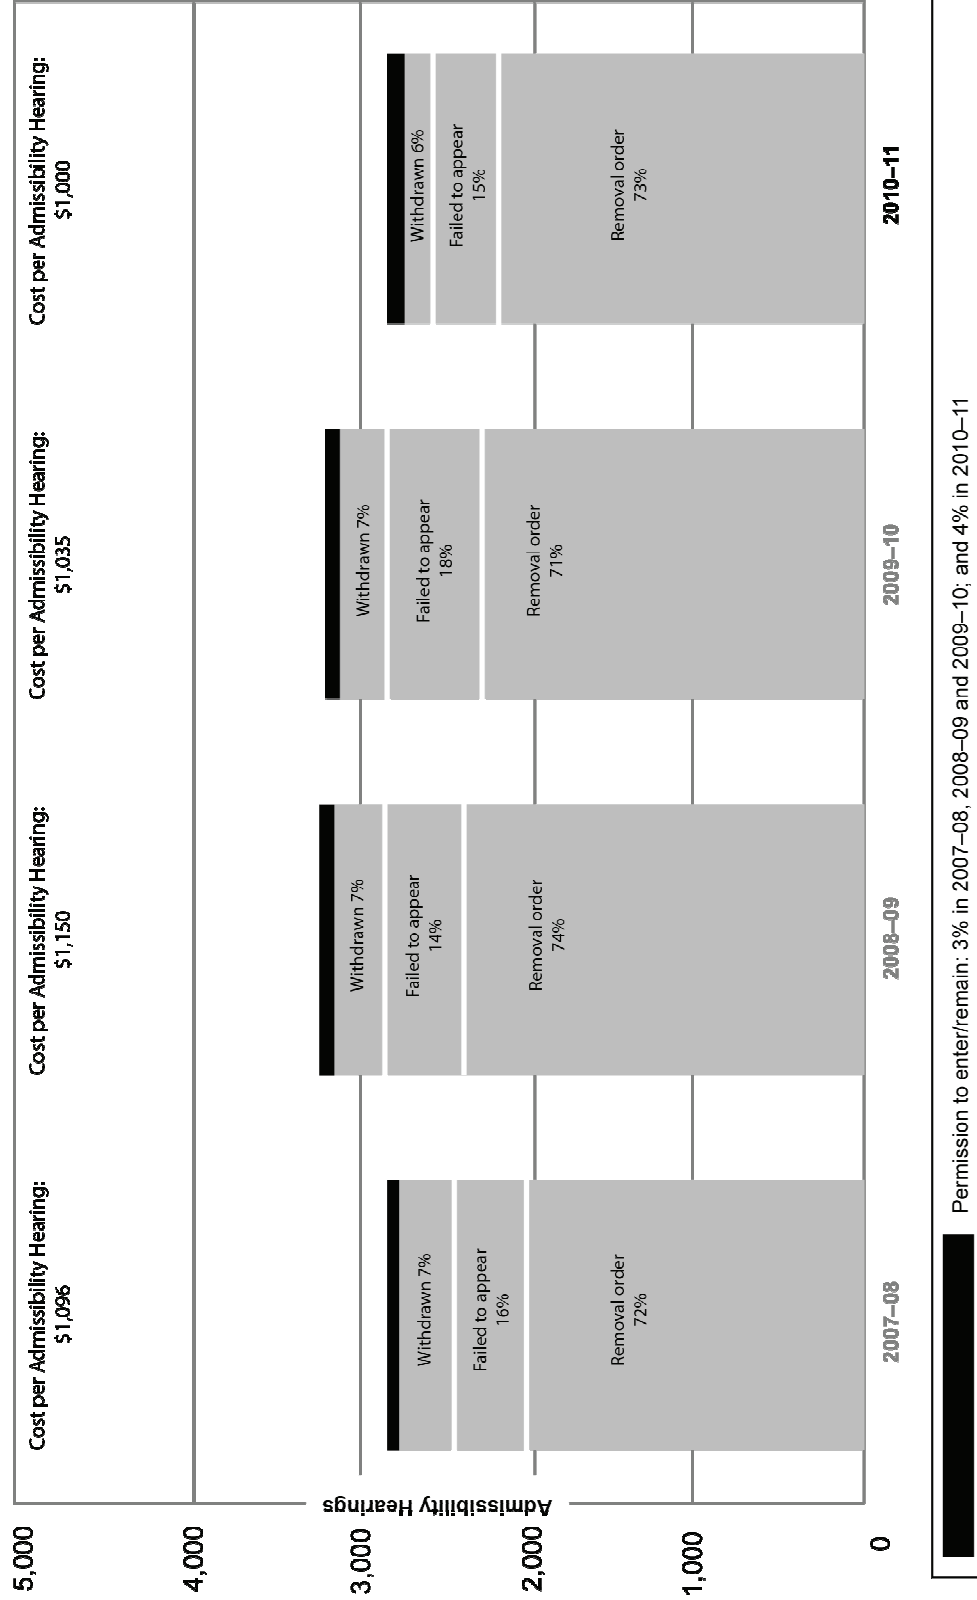 5,000
4,000
3,000
2,000
1,000
0
Admissibility Hearings
Cost per Admissibility Hearing:
$1,096
Withdrawn 7%
Failed to appear
16%
Removal order
72%
2007–08
Cost per Admissibility Hearing:
$1,150
Withdrawn 7%
Failed to appear
14%
Removal order
74%
2008–09
Cost per Admissibility Hearing:
$1,035
Withdrawn 7%
Failed to appear
18%
Removal order
71%
2009–10
Cost per Admissibility Hearing:
$1,000
Withdrawn 6%
Failed to appear
15%
Removal order
73%
2010–11
Permission to enter/remain: 3% in 2007–08, 2008–09 and 2009–10; and 4% in 2010–11